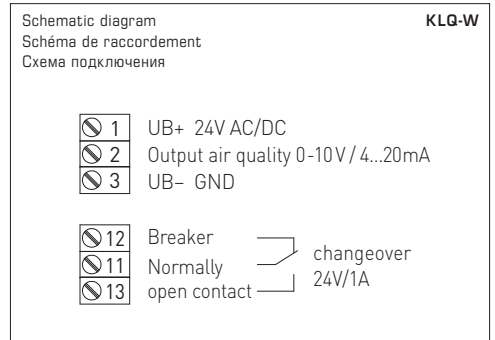 Schematic diagram KLQ-W
Schéma de raccordement
Схема подключения
1 UB+ 24V AC/DC
2 Output air quality 0-10V / 4...20mA
3 UB– GND
12 Breaker
11 Normally
13 open contact
changeover
24V/1A